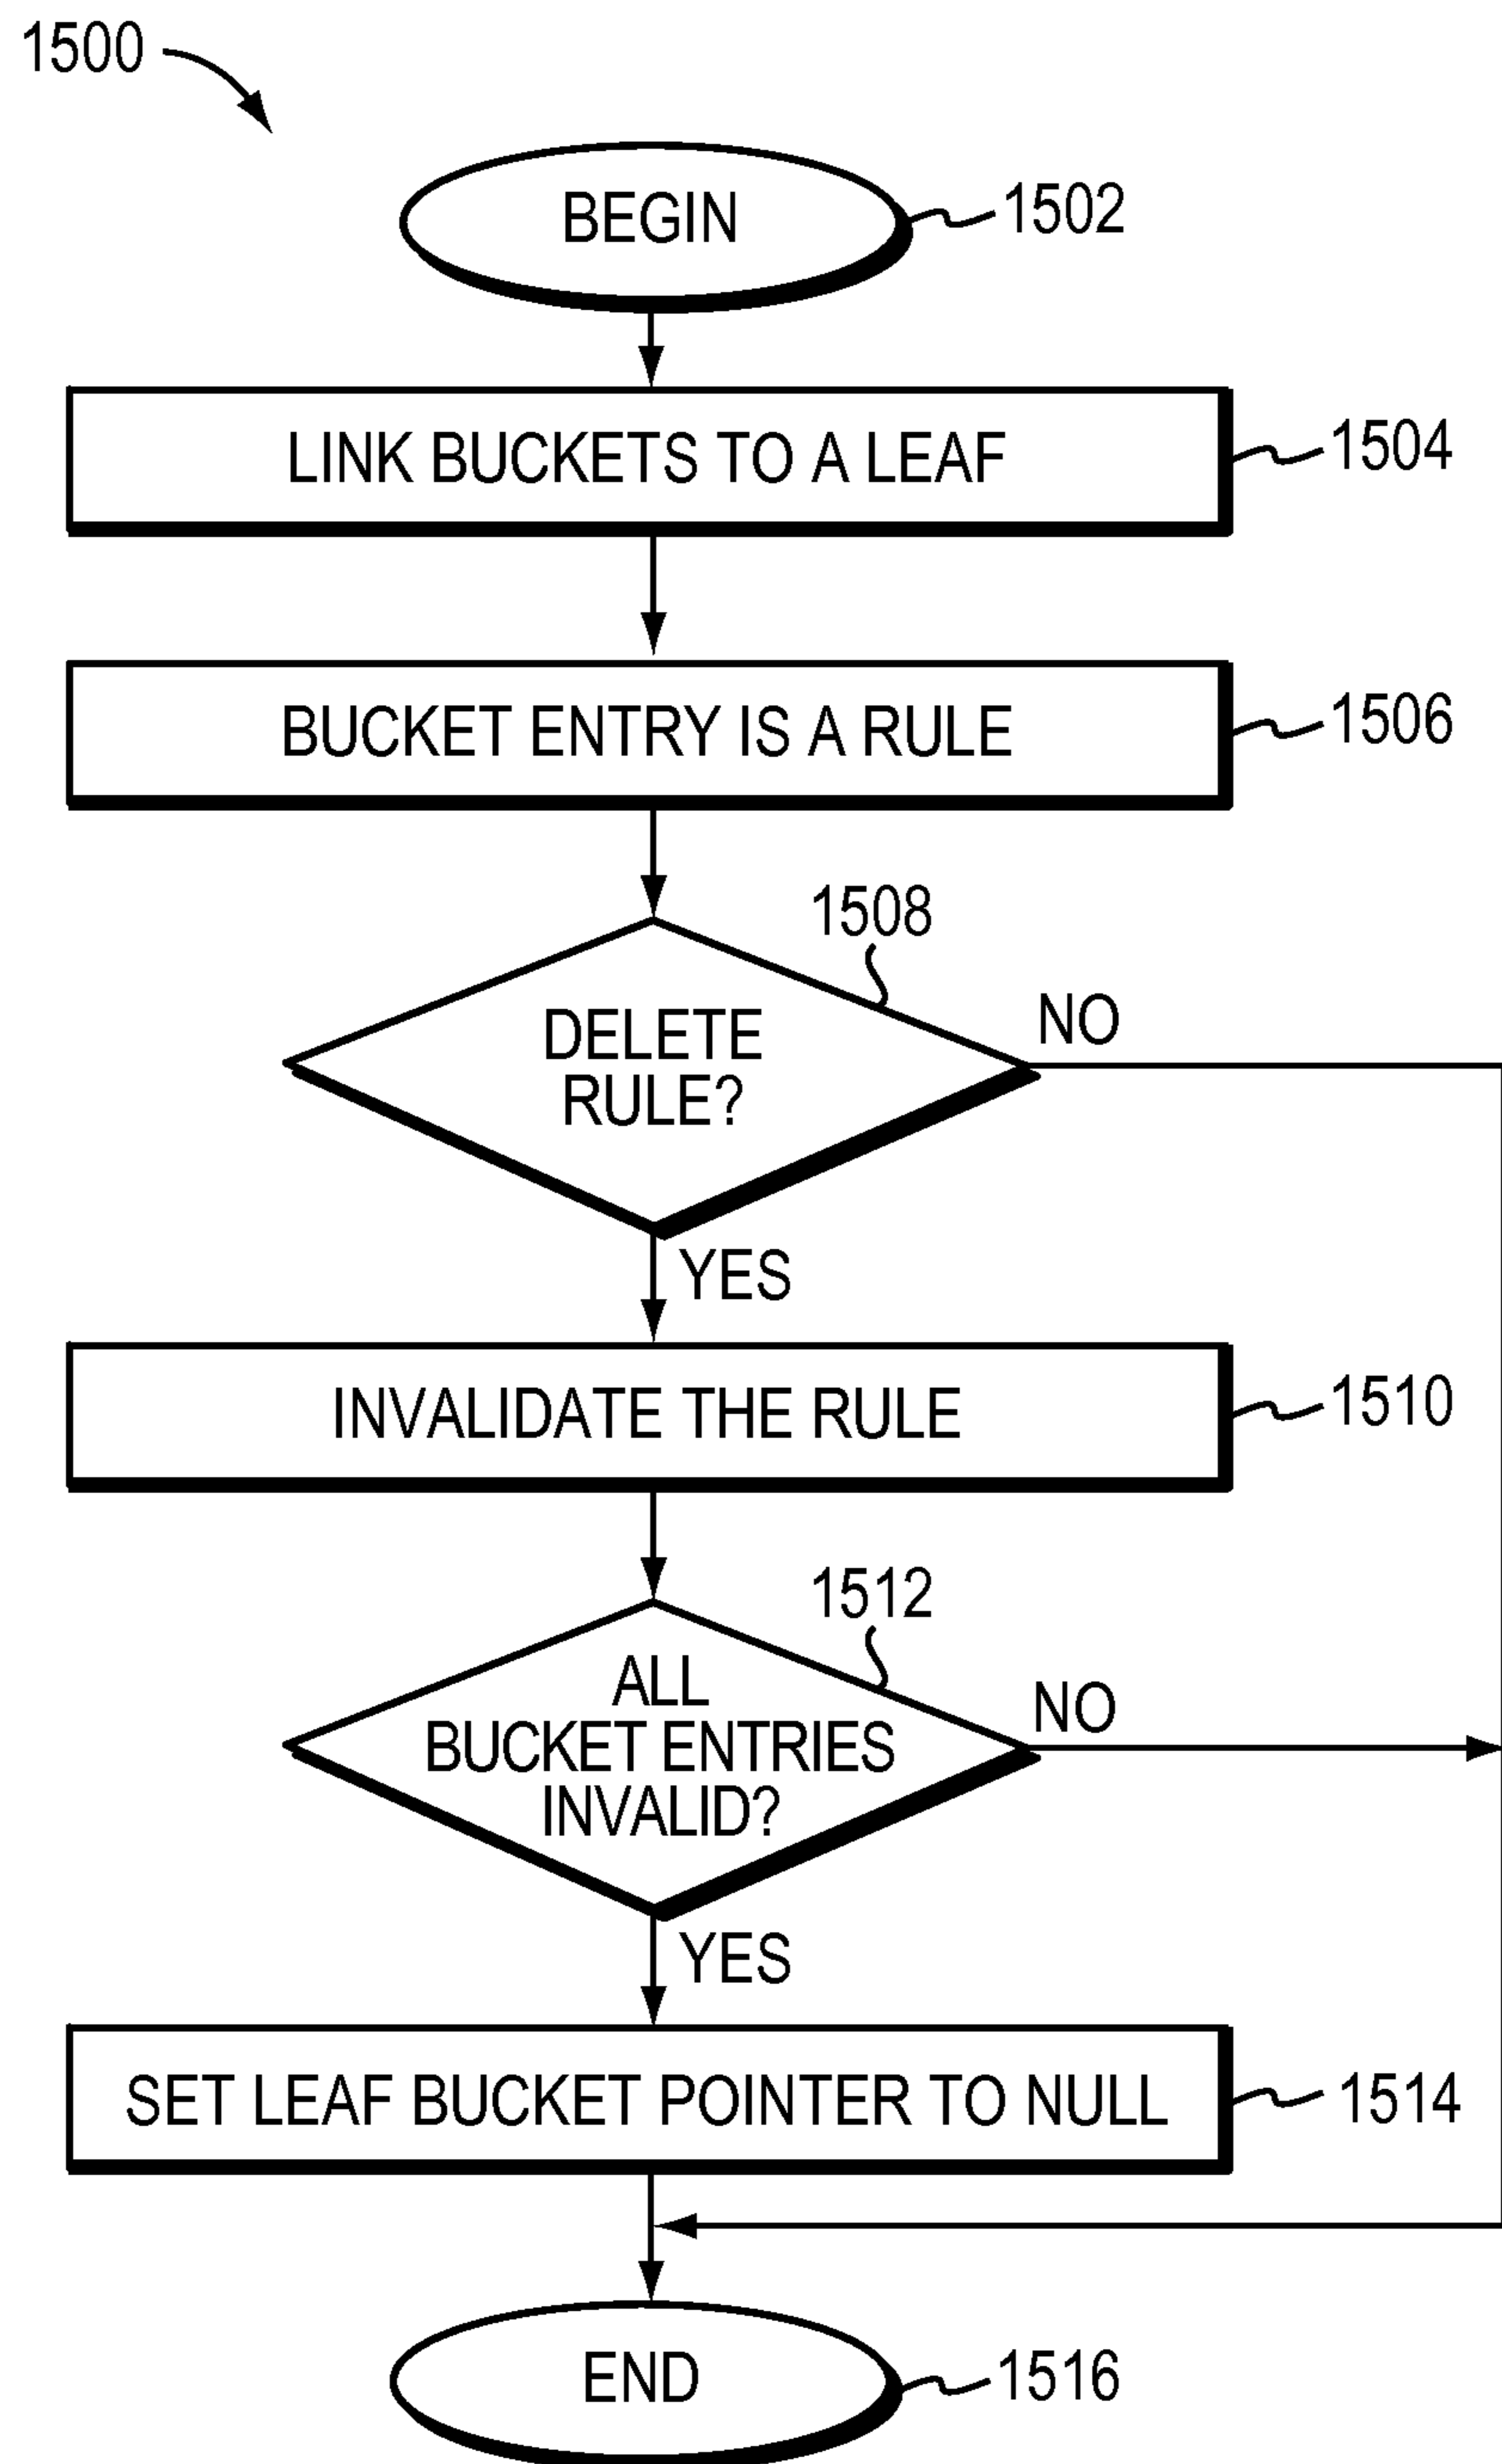 1500
BEGIN
1502
LINK BUCKETS TO A LEAF
1504
BUCKET ENTRY IS A RULE
1506
1508
DELETE
RULE?
NO
YES
INVALIDATE THE RULE
1510
1512
ALL
BUCKET ENTRIES
INVALID?
NO
YES
SET LEAF BUCKET POINTER TO NULL
1514
END
1516